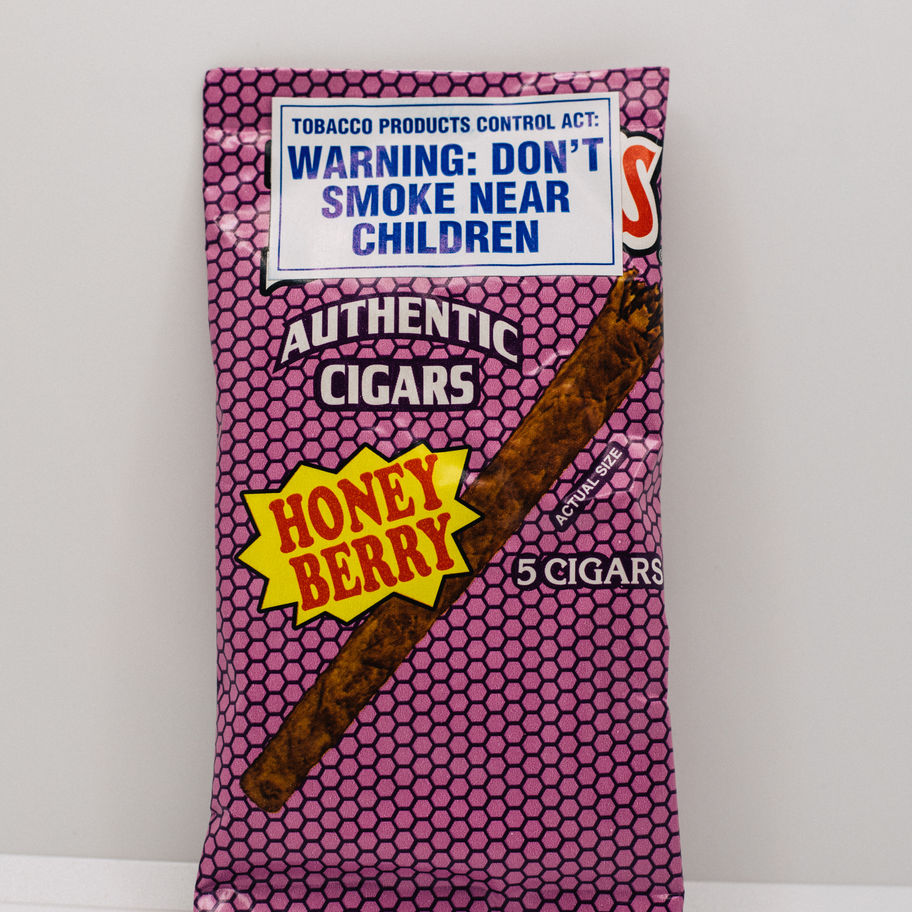 TOBACCO PRODUCTS CONTROL ACT:
WARNING: DON'T
SMOKE NEAR
CHILDREN
AUTHENTIC
CIGARS
HONEY
BERRY
ACTUAL SIZE
5 CIGARS